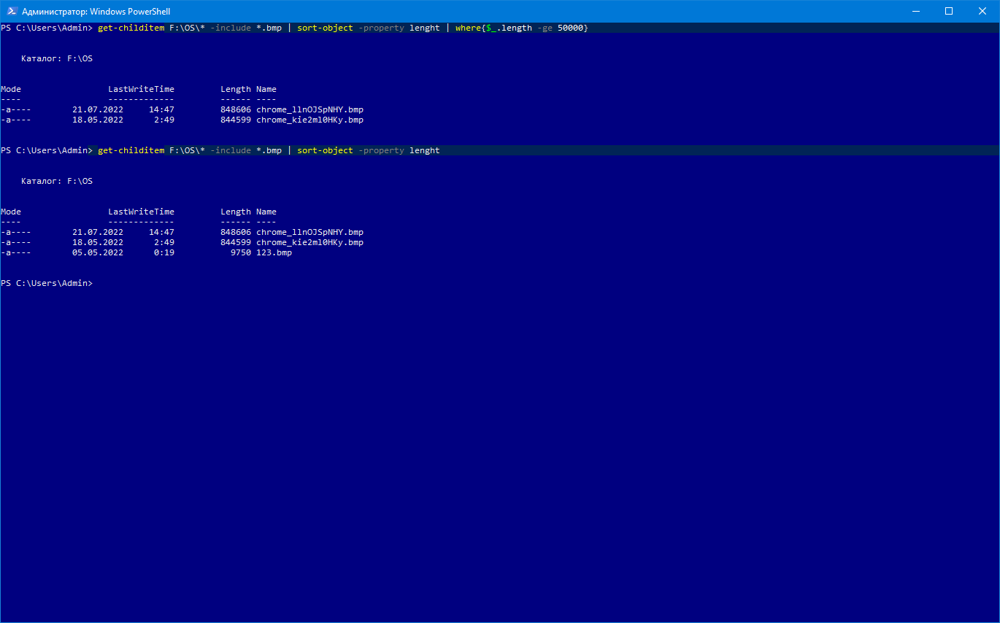 Администратор: Windows PowerShell
PS C:\Users\Admin> get-childitem F:\OS\* -include *.bmp | sort-object -property lenght | where{$_.length -ge 50000}
Каталог: F:\OS
Mode LastWriteTime Length Name
---- ------------- ------ ----
-a---- 21.07.2022 14:47 848606 chrome_llnOJSpNHY.bmp
-a---- 18.05.2022 2:49 844599 chrome_kie2ml0HKy.bmp
PS C:\Users\Admin> get-childitem F:\OS\* -include *.bmp | sort-object -property lenght
Каталог: F:\OS
Mode LastWriteTime Length Name
---- ------------- ------ ----
-a---- 21.07.2022 14:47 848606 chrome_llnOJSpNHY.bmp
-a---- 18.05.2022 2:49 844599 chrome_kie2ml0HKy.bmp
-a---- 05.05.2022 0:19 9750 123.bmp
PS C:\Users\Admin>